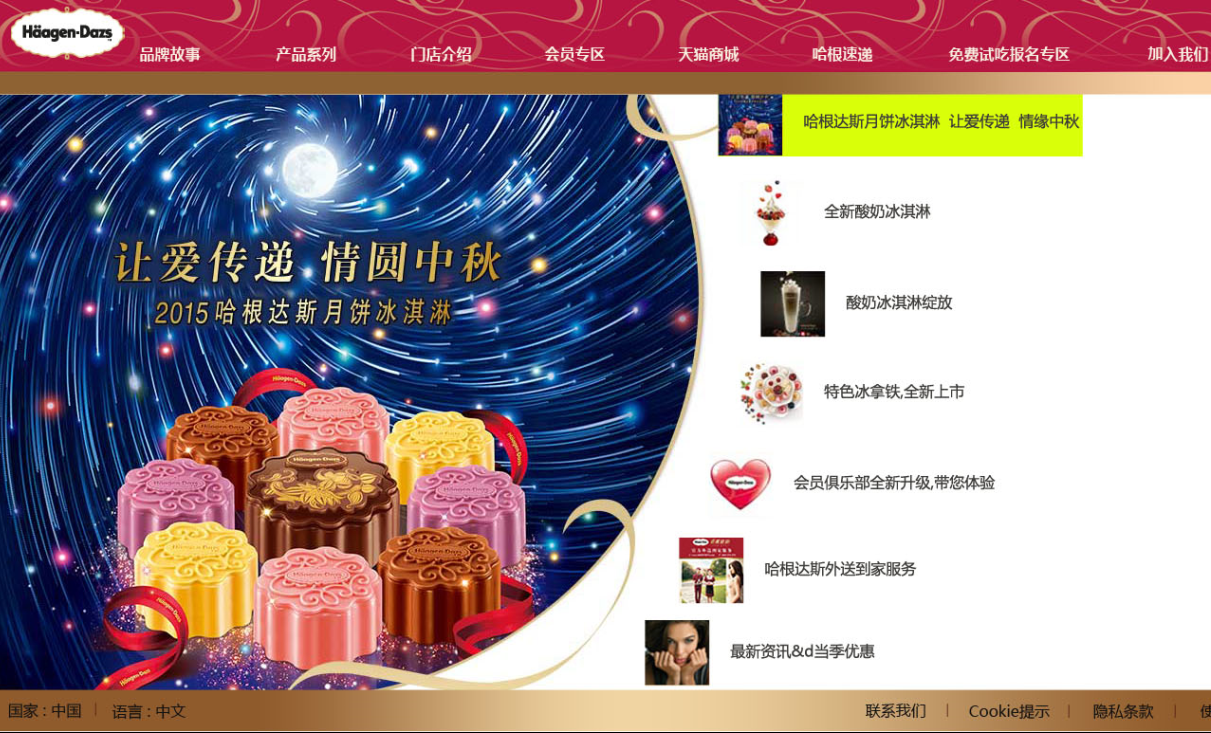 Häagen-Dazs
品牌故事 产品系列 门店介绍 会员专区 天猫商城 哈根速递 免费试吃报名专区 加入我们
让爱传递 情圆中秋
2015哈根达斯月饼冰淇淋
哈根达斯月饼冰淇淋 让爱传递 情缘中秋
全新酸奶冰淇淋
酸奶冰淇淋绽放
特色冰拿铁,全新上市
会员俱乐部全新升级,带您体验
哈根达斯外送到家服务
最新资讯&d当季优惠
国家 : 中国 | 语言 : 中文
联系我们 | Cookie提示 | 隐私条款 |